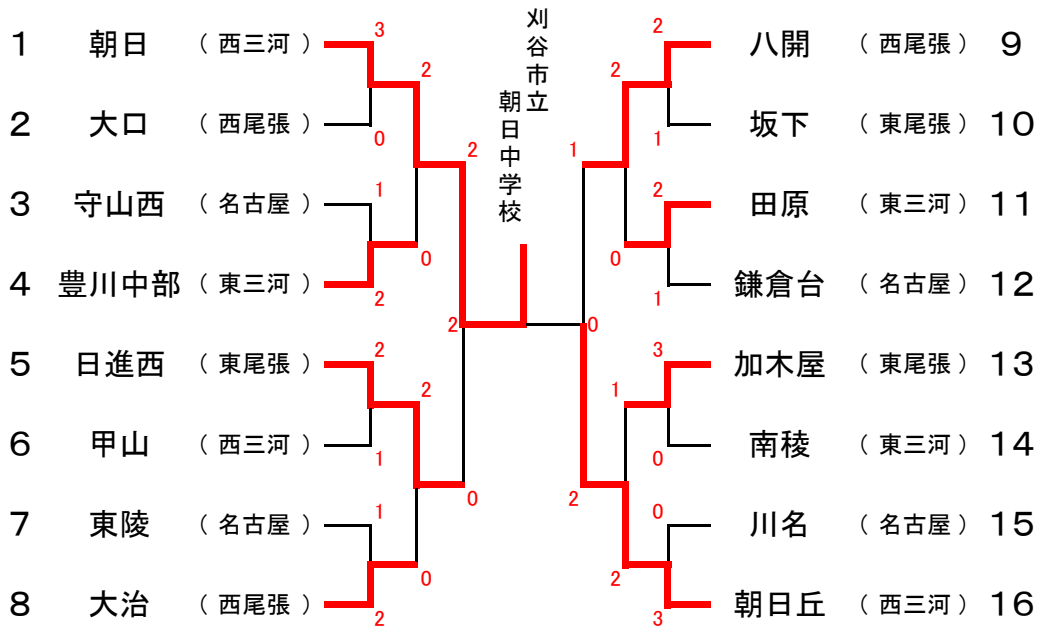 刈谷市立
朝日中学校
1 朝日 （ 西三河 ） 3
2
2 大口 （ 西尾張 ） 0
2
3 守山西 （ 名古屋 ） 1
0
4 豊川中部 （ 東三河 ） 2
2
5 日進西 （ 東尾張 ） 2
2
6 甲山 （ 西三河 ） 1
0
7 東陵 （ 名古屋 ） 1
0
8 大治 （ 西尾張 ） 2
2 八開 （ 西尾張 ） 9
2
1 坂下 （ 東尾張 ） 10
1
2 田原 （ 東三河 ） 11
0
1 鎌倉台 （ 名古屋 ） 12
0
3 加木屋 （ 東尾張 ） 13
1
0 南稜 （ 東三河 ） 14
2
0 川名 （ 名古屋 ） 15
2
3 朝日丘 （ 西三河 ） 16